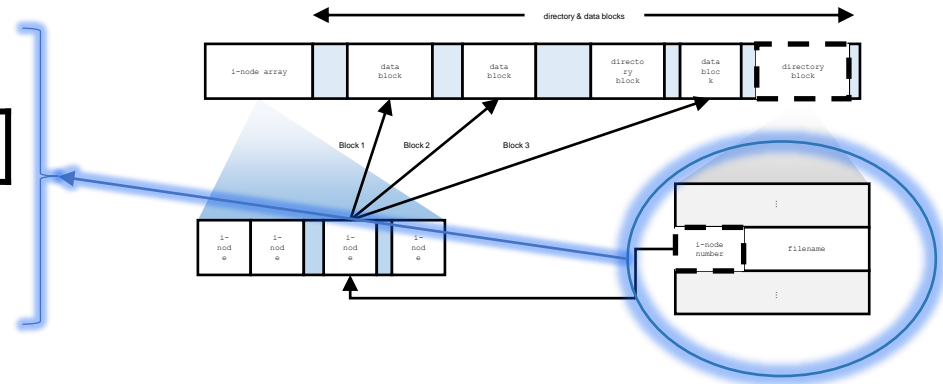 directory & data blocks
i-node array
data
block
data
block
directo
ry
block
data
bloc
k
directory
block
Block 1
Block 2
Block 3
⋮
i-
nod
e
i-
nod
e
i-
nod
e
i-
nod
e
i-node
number
filename
⋮